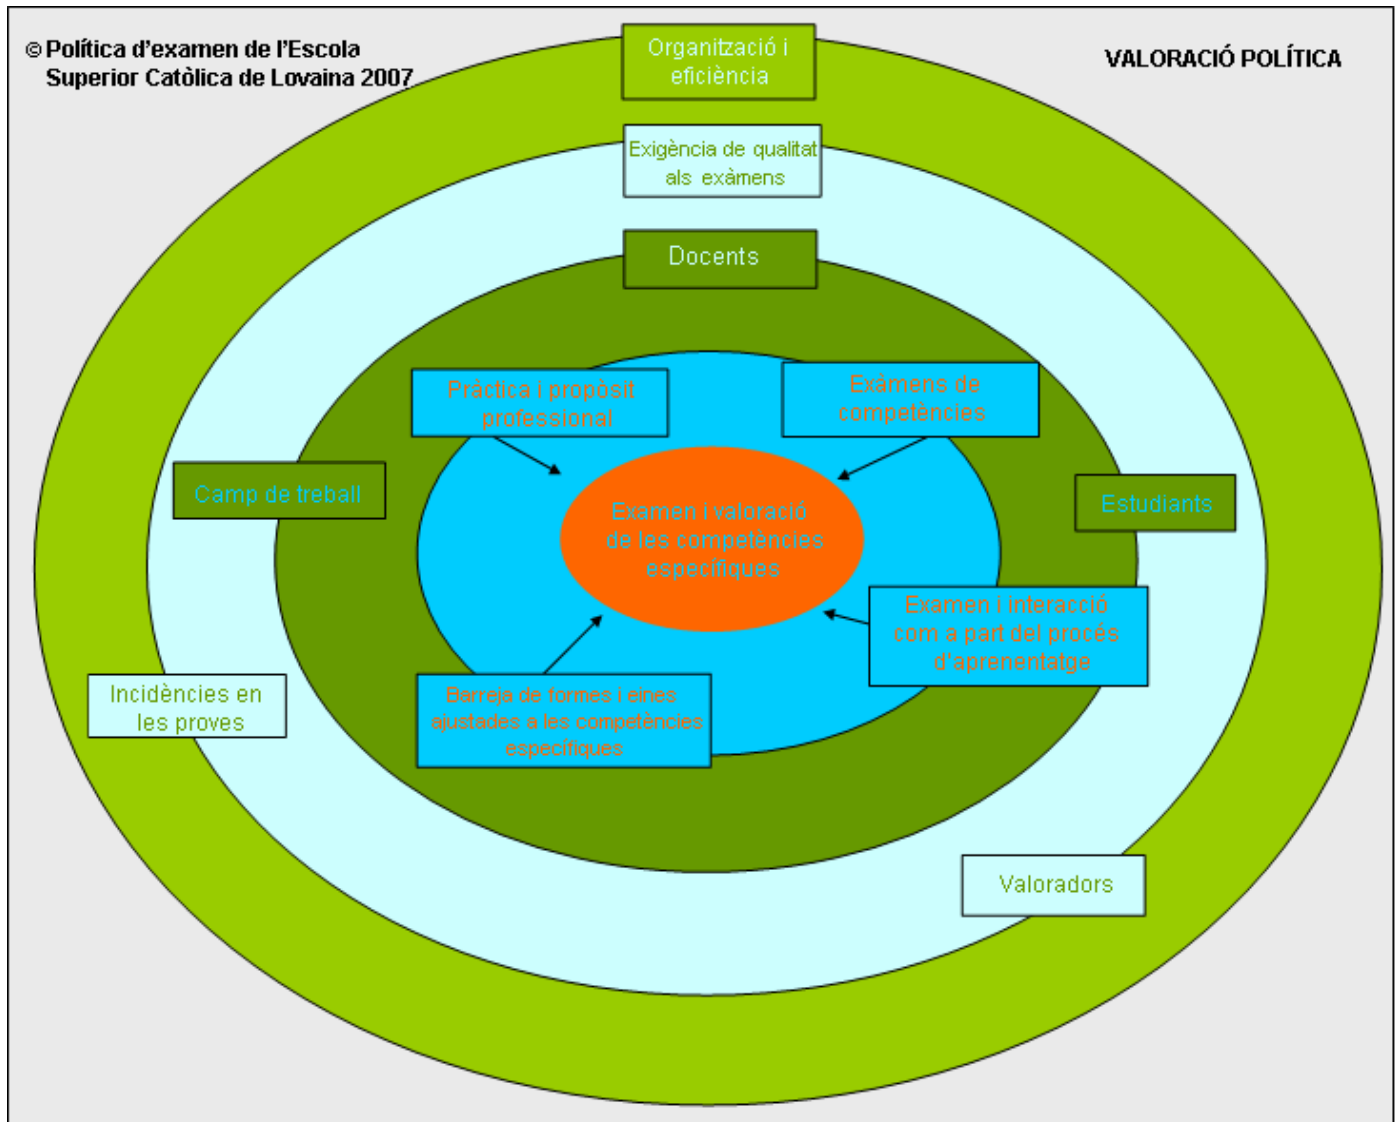 © Política d'examen de l'Escola
Superior Catòlica de Lovaina 2007
VALORACIÓ POLÍTICA
Organització i
eficiència
Exigència de qualitat
als exàmens
Docents
Pràctica i propòsit
professional
Exàmens de
competències
Camp de treball
Estudiants
Examen i valoració
de les competències
específiques
Examen i interacció
com a part del procés
d'aprenentatge
Barreja de formes i eines
ajustades a les competències
específiques
Incidències en
les proves
Valoradors